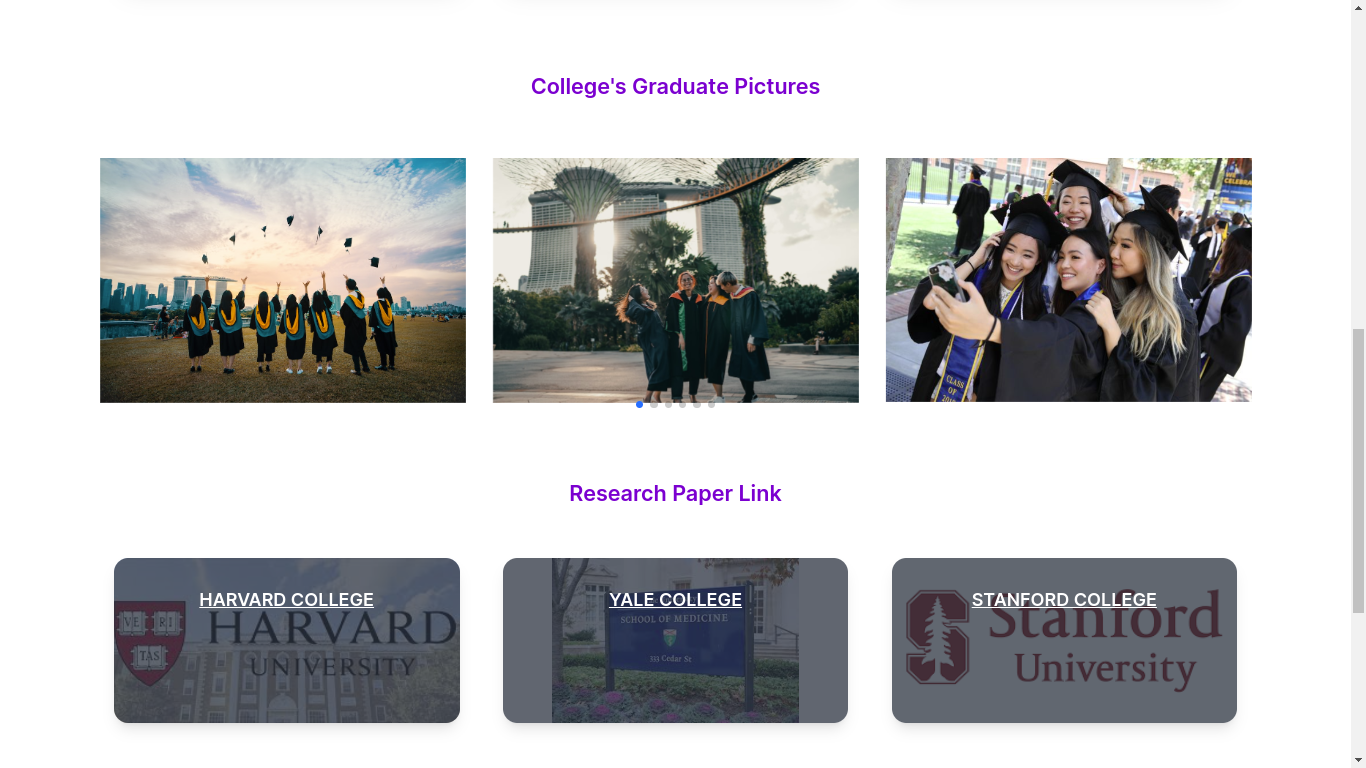 College's Graduate Pictures
CLASS
OF
Research Paper Link
HARVARD COLLEGE
VE RI
TAS
HARVARD
UNIVERSITY
YALE COLLEGE
SCHOOL OF MEDICINE
333 Cedar St
STANFORD COLLEGE
S
Stanford
University